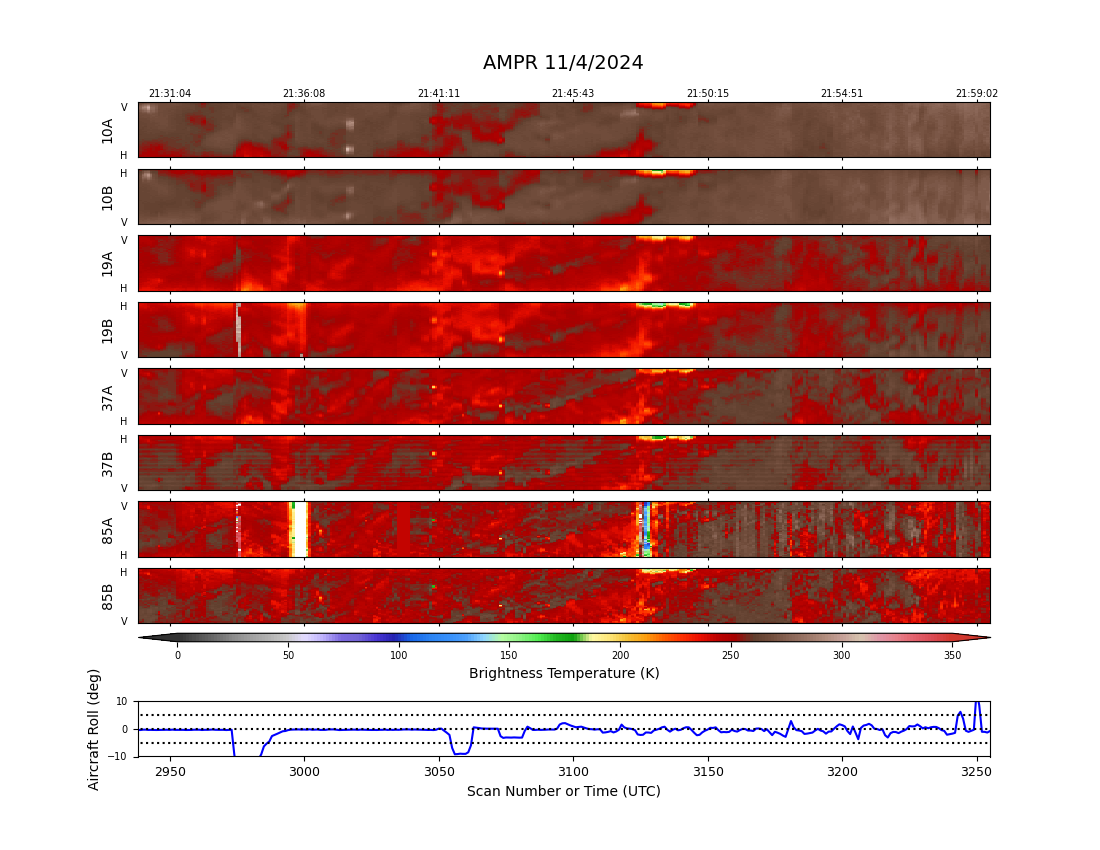 AMPR 11/4/2024
21:31:04 21:36:08 21:41:11 21:45:43 21:50:15 21:54:51 21:59:02
V
10A
H
H
10B
V
V
19A
H
H
19B
V
V
37A
H
H
37B
V
V
85A
H
H
85B
V
0 50 100 150 200 250 300 350
Brightness Temperature (K)
Aircraft Roll (deg)
10
0
−10
2950 3000 3050 3100 3150 3200 3250
Scan Number or Time (UTC)